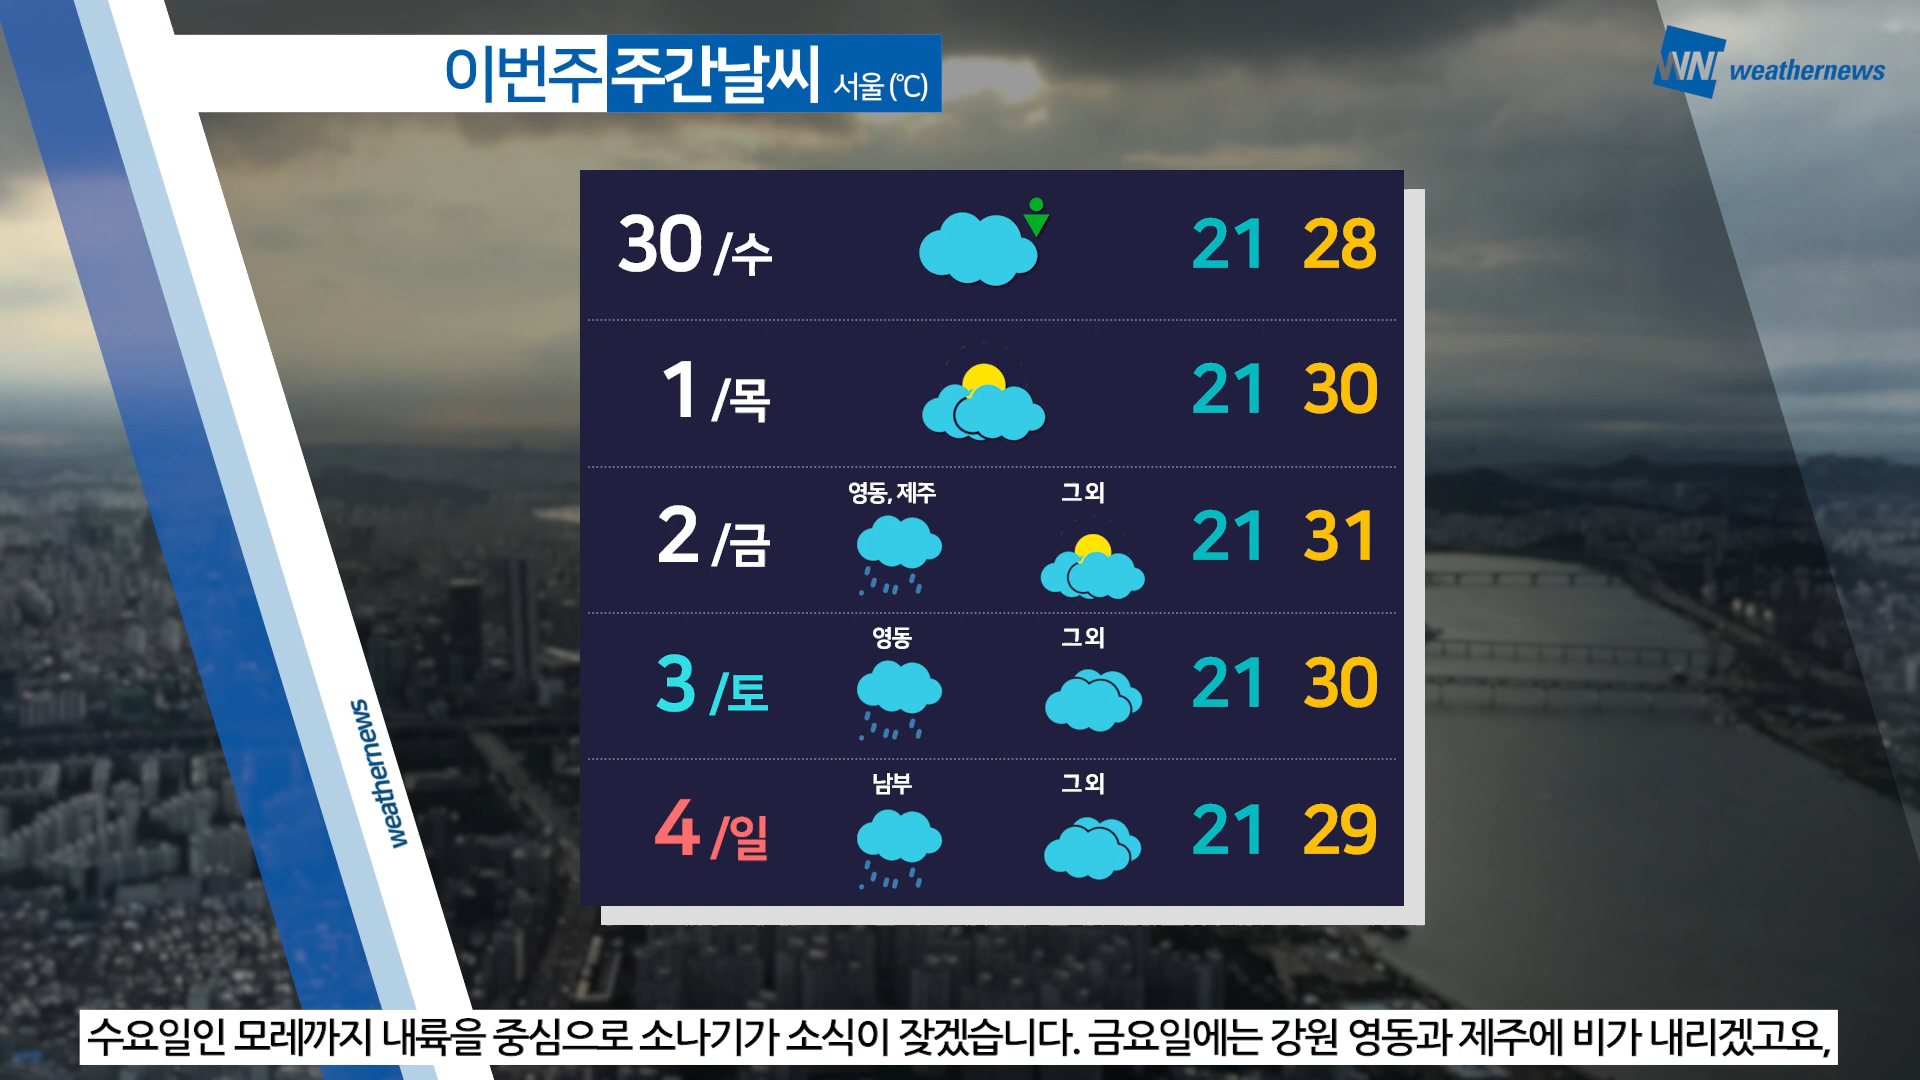 이번주 주간날씨 서울 (℃)
weathernews
30 /수 21 28
1 /목 21 30
영동, 제주 그 외
2 /금 21 31
영동 그 외
3 /토 21 30
남부 그 외
4 /일 21 29
weathernews
수요일인 모레까지 내륙을 중심으로 소나기가 소식이 잦겠습니다. 금요일에는 강원 영동과 제주에 비가 내리겠고요,